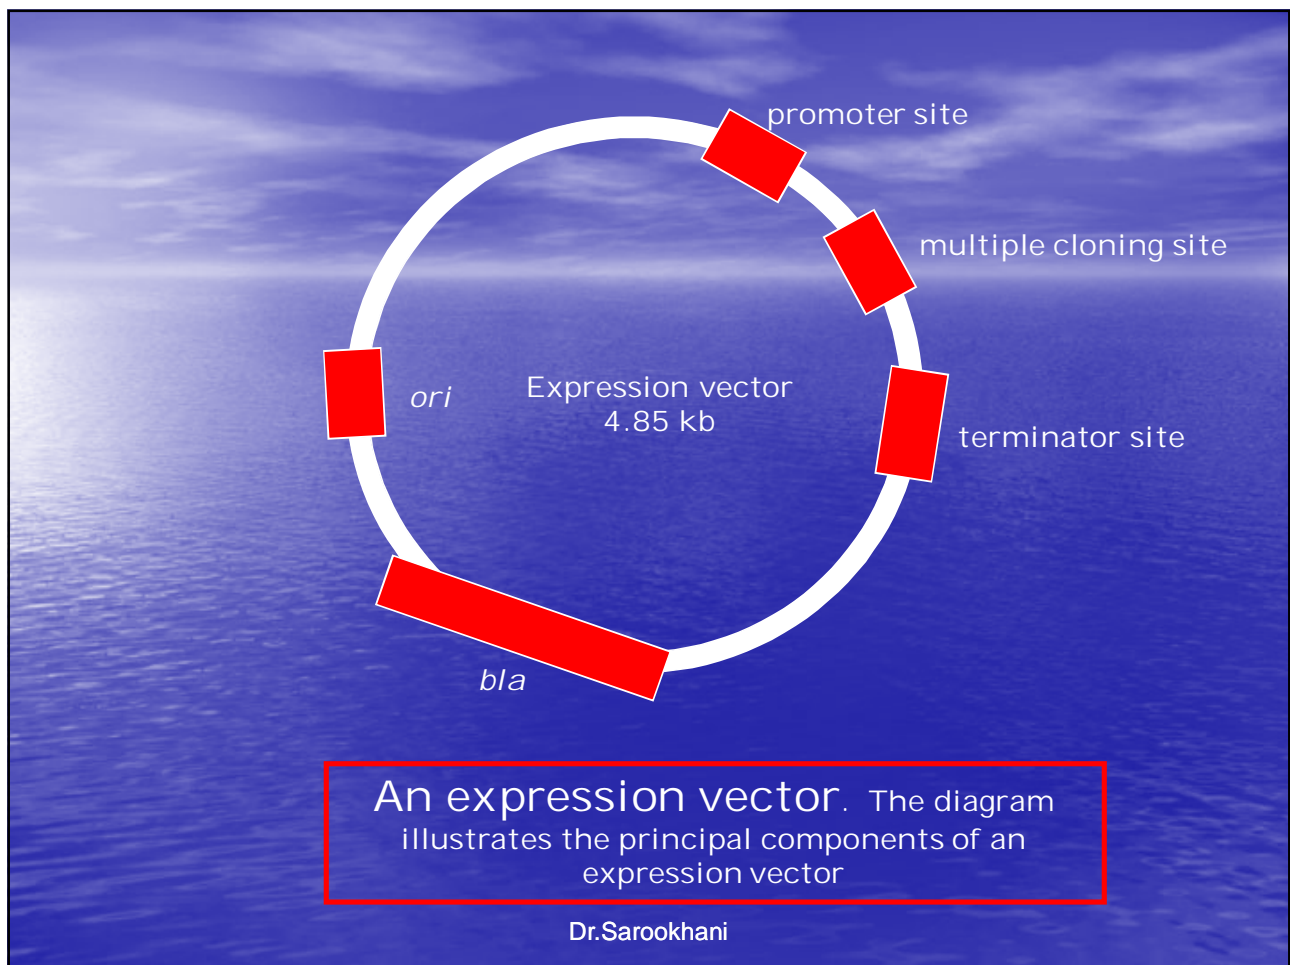 promoter site
multiple cloning site
Expression vector
4.85 kb
ori
terminator site
bla
An expression vector. The diagram
illustrates the principal components of an
expression vector
Dr.Sarookhani